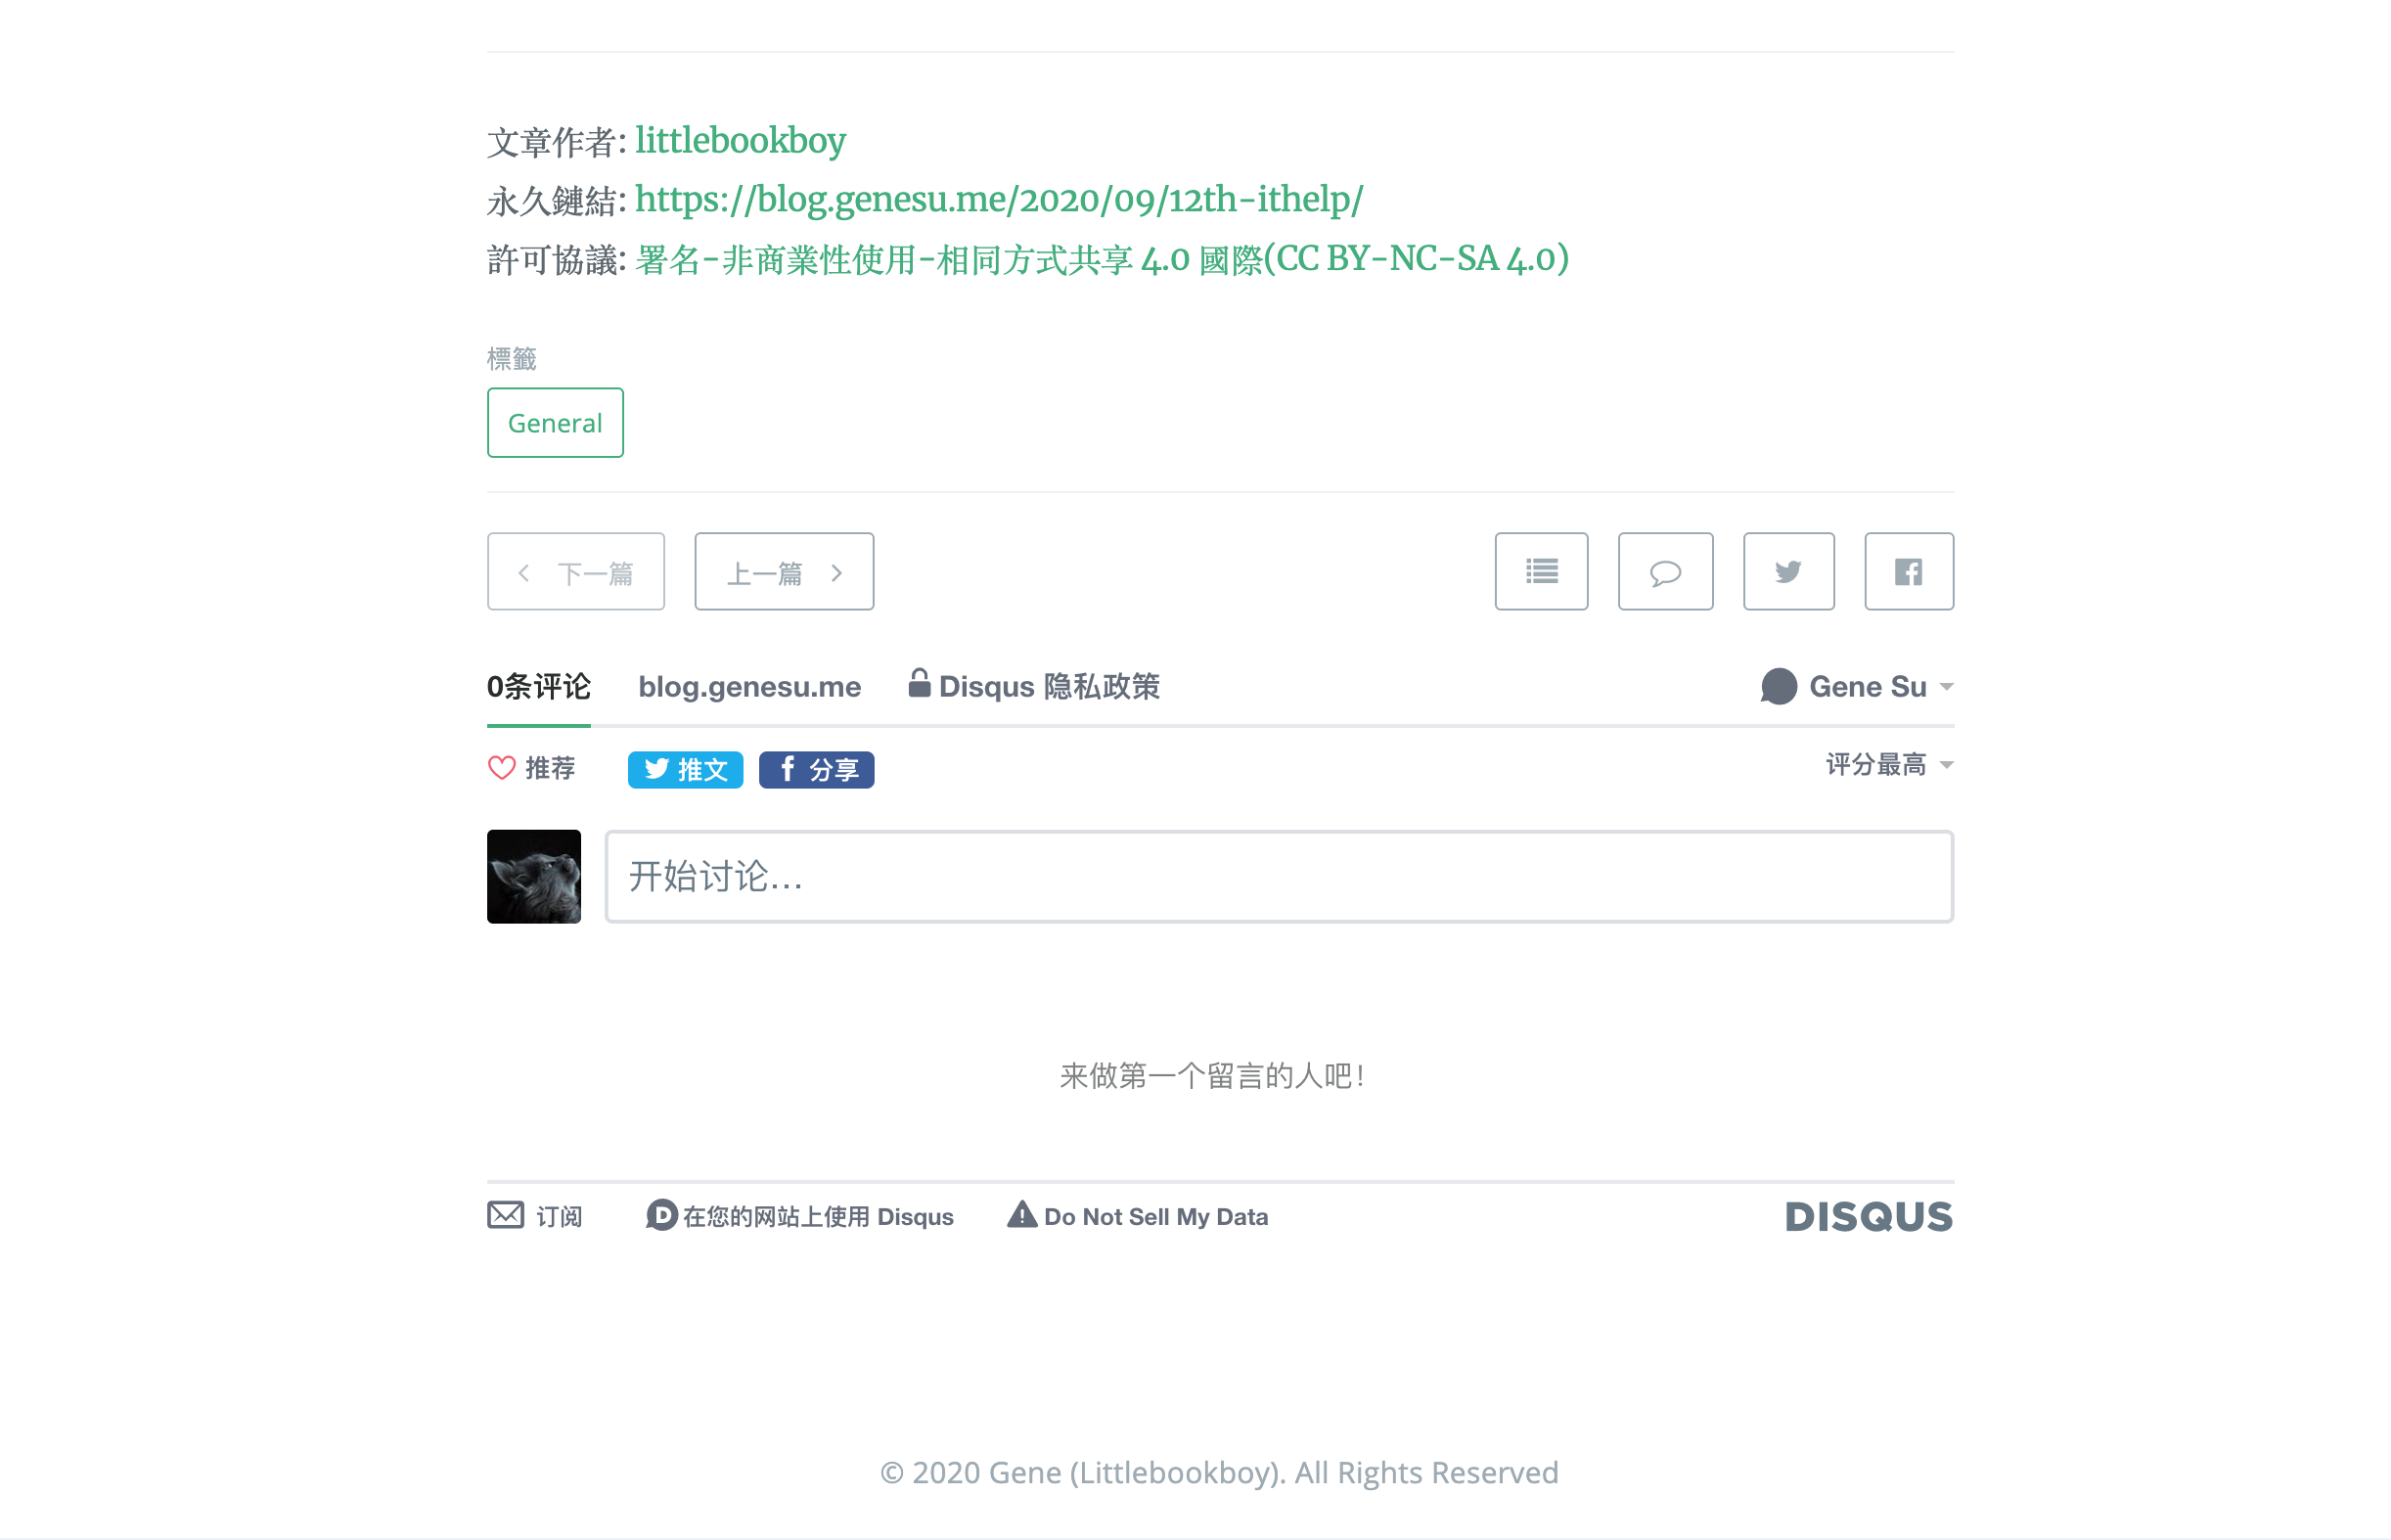 文章作者: littlebookboy
永久鏈結: https://blog.genesu.me/2020/09/12th-ithelp/
許可協議: 署名-非商業性使用-相同方式共享 4.0 國際(CC BY-NC-SA 4.0)
標籤
General
下一篇 上一篇
0条评论 blog.genesu.me Disqus 隐私政策 Gene Su
推荐 推文 分享 评分最高
开始讨论...
来做第一个留言的人吧！
订阅 在您的网站上使用 Disqus Do Not Sell My Data DISQUS
© 2020 Gene (Littlebookboy). All Rights Reserved